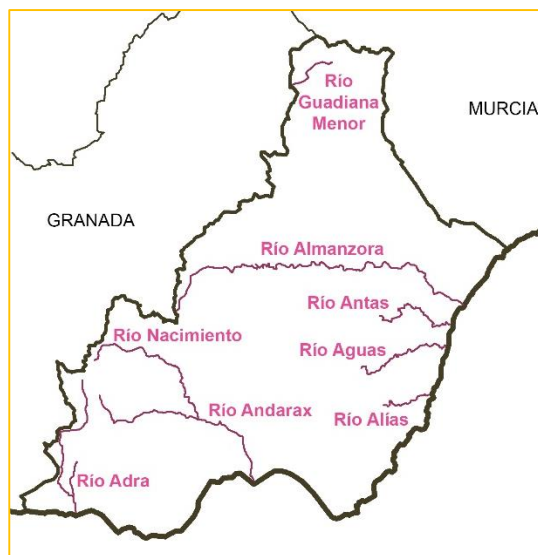 Río
Guadiana
Menor
MURCIA
GRANADA
Río Almanzora
Río Antas
Río Nacimiento
Río Aguas
Río Andarax
Río Alías
Río Adra